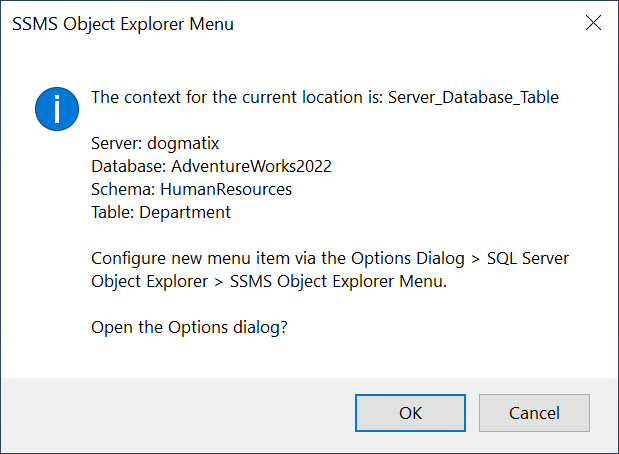 SSMS Object Explorer Menu
The context for the current location is: Server_Database_Table
Server: dogmatix
Database: AdventureWorks2022
Schema: HumanResources
Table: Department
Configure new menu item via the Options Dialog > SQL Server
Object Explorer > SSMS Object Explorer Menu.
Open the Options dialog?
OK
Cancel